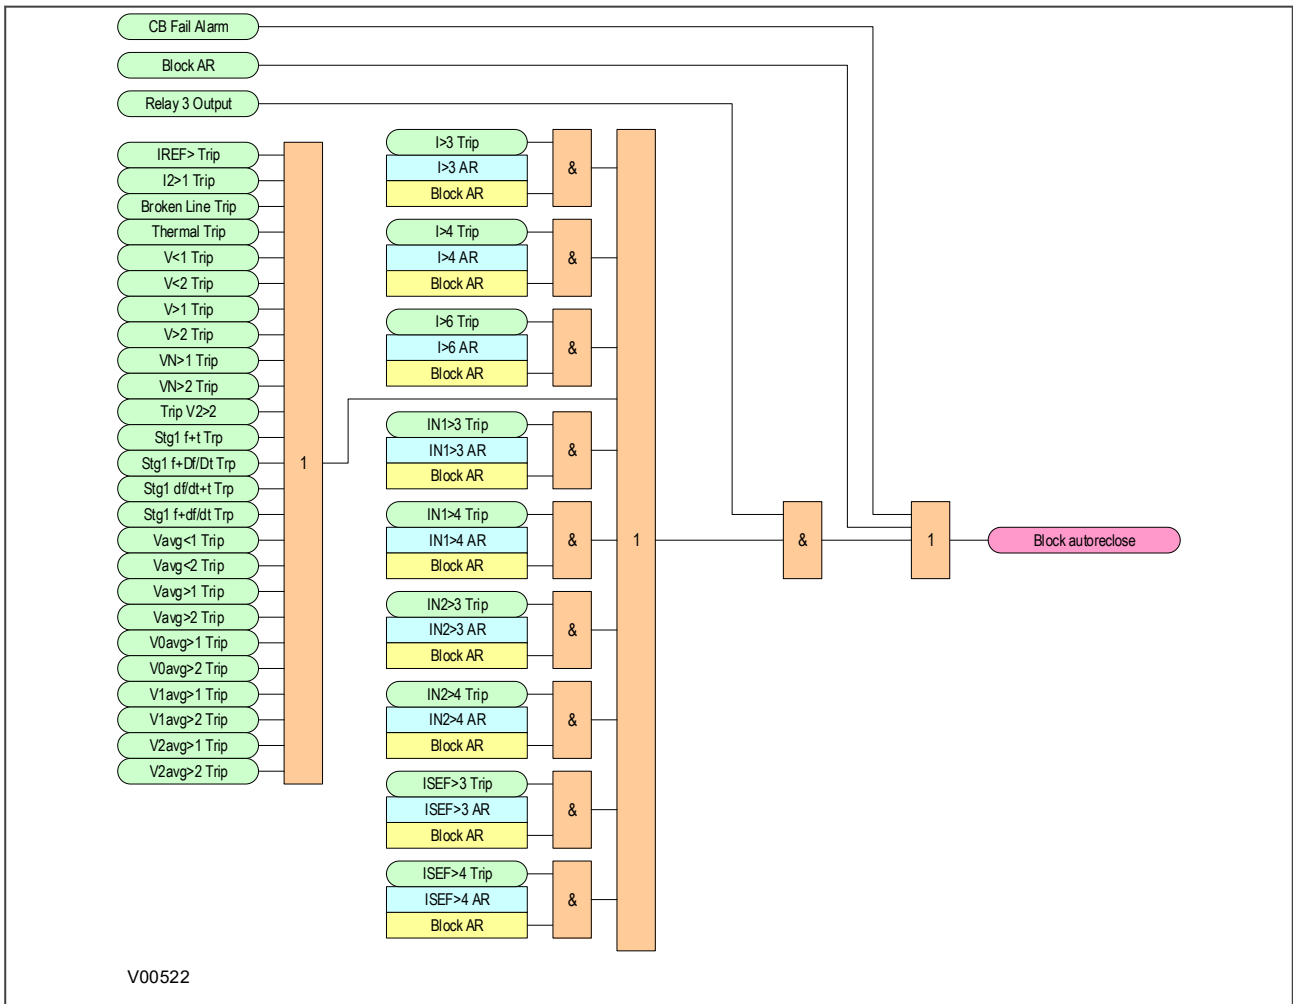 CB Fail Alarm
Block AR
Relay 3 Output
IREF> Trip
I2>1 Trip
Broken Line Trip
Thermal Trip
V<1 Trip
V<2 Trip
V>1 Trip
V>2 Trip
VN>1 Trip
VN>2 Trip
Trip V2>2
Stg1 f+t Trp
Stg1 f+Df/Dt Trp
Stg1 df/dt+t Trp
Stg1 f+df/dt Trp
Vavg<1 Trip
Vavg<2 Trip
Vavg>1 Trip
Vavg>2 Trip
V0avg>1 Trip
V0avg>2 Trip
V1avg>1 Trip
V1avg>2 Trip
V2avg>1 Trip
V2avg>2 Trip
1
I>3 Trip
I>3 AR
Block AR
&
I>4 Trip
I>4 AR
Block AR
&
I>6 Trip
I>6 AR
Block AR
&
IN1>3 Trip
IN1>3 AR
Block AR
&
IN1>4 Trip
IN1>4 AR
Block AR
&
IN2>3 Trip
IN2>3 AR
Block AR
&
IN2>4 Trip
IN2>4 AR
Block AR
&
ISEF>3 Trip
ISEF>3 AR
Block AR
&
ISEF>4 Trip
ISEF>4 AR
Block AR
&
1
&
1
Block autoreclose
V00522